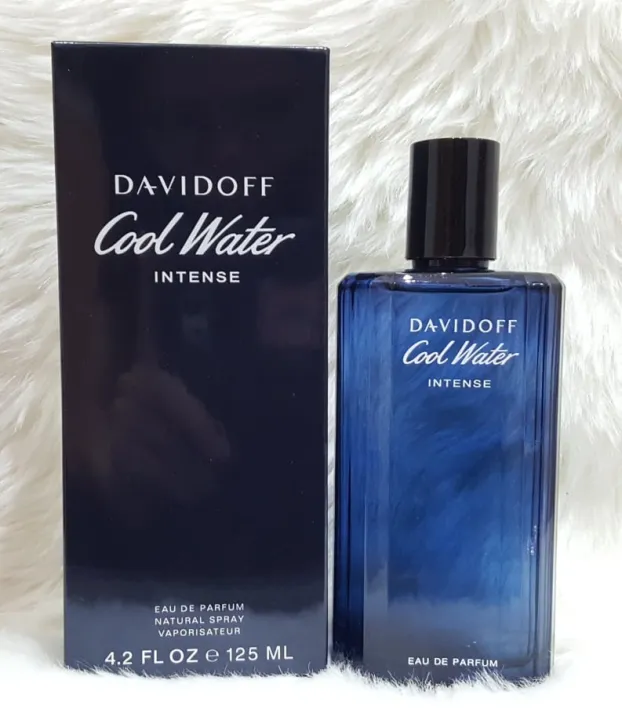 DAVIDOFF
Cool Water
INTENSE
EAU DE PARFUM
NATURAL SPRAY
VAPORISATEUR
4.2 FL OZ e 125 ML
DAVIDOFF
Cool Water
INTENSE
EAU DE PARFUM